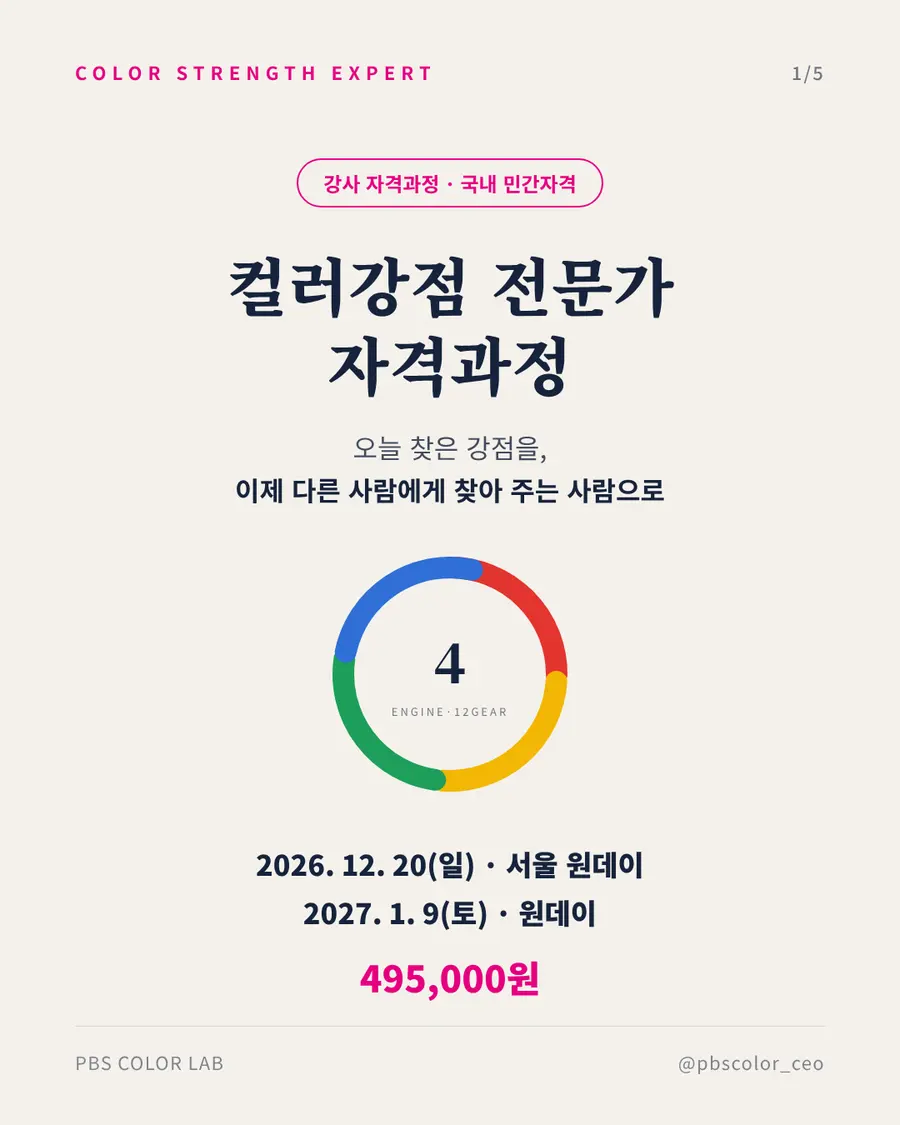 COLOR STRENGTH EXPERT
1/5
강사 자격과정 · 국내 민간자격
컬러강점 전문가
자격과정
오늘 찾은 강점을,
이제 다른 사람에게 찾아 주는 사람으로
4
ENGINE·12GEAR
2026. 12. 20(일) · 서울 원데이
2027. 1. 9(토) · 원데이
495,000원
PBS COLOR LAB
@pbscolor_ceo